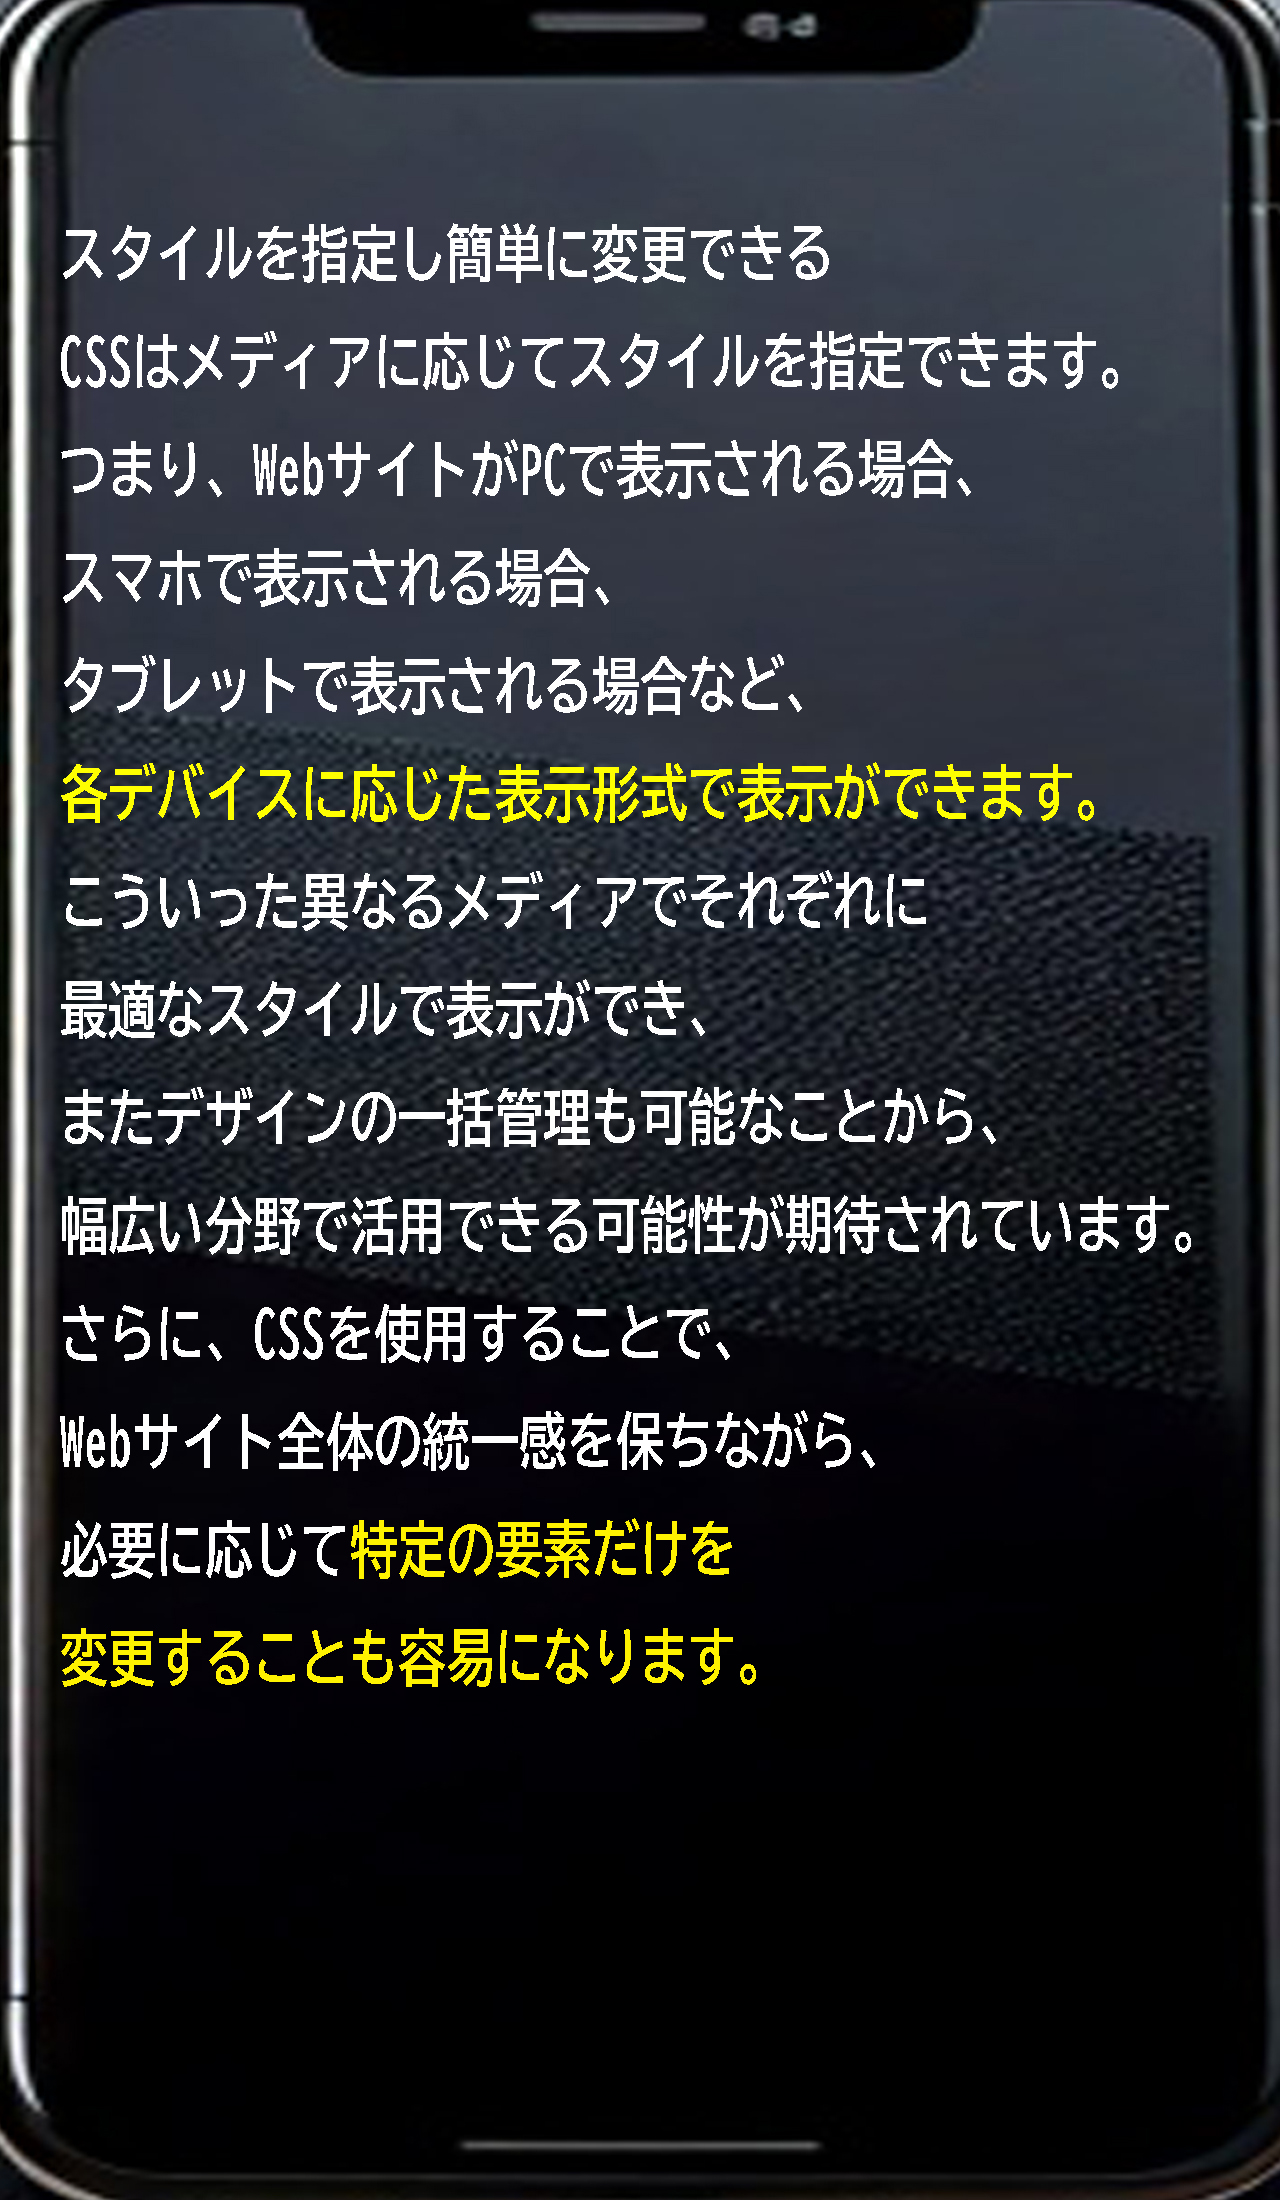 スタイルを指定し簡単に変更できる
CSSはメディアに応じてスタイルを指定できます。
つまり、WebサイトがPCで表示される場合、
スマホで表示される場合、
タブレットで表示される場合など、
各デバイスに応じた表示形式で表示ができます。
こういった異なるメディアでそれぞれに
最適なスタイルで表示ができ、
またデザインの一括管理も可能なことから、
幅広い分野で活用できる可能性が期待されています。
さらに、CSSを使用することで、
Webサイト全体の統一感を保ちながら、
必要に応じて特定の要素だけを
変更することも容易になります。